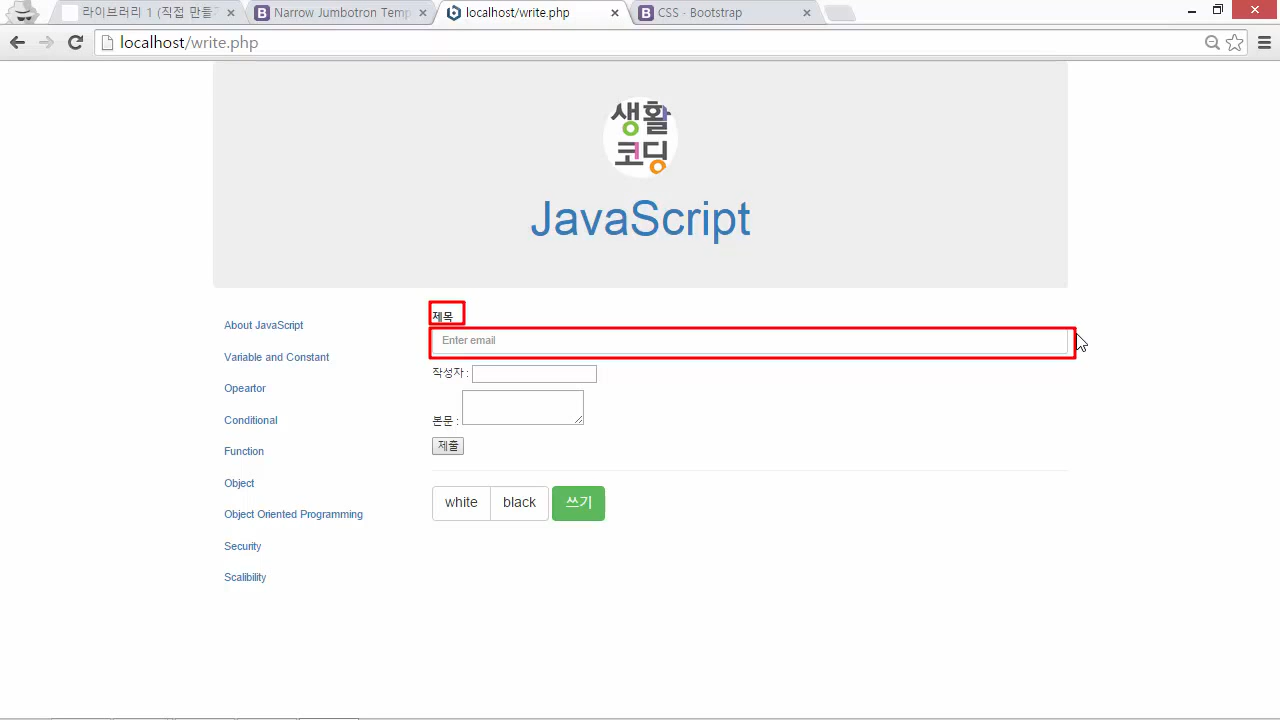 라이브러리 1 (직접 만들
Narrow Jumbotron Temp
localhost/write.php
CSS - Bootstrap
localhost/write.php
생활
코딩
JavaScript
About JavaScript
Variable and Constant
Opeartor
Conditional
Function
Object
Object Oriented Programming
Security
Scalibility
제목
Enter email
작성자 :
본문 :
제출
white
black
쓰기